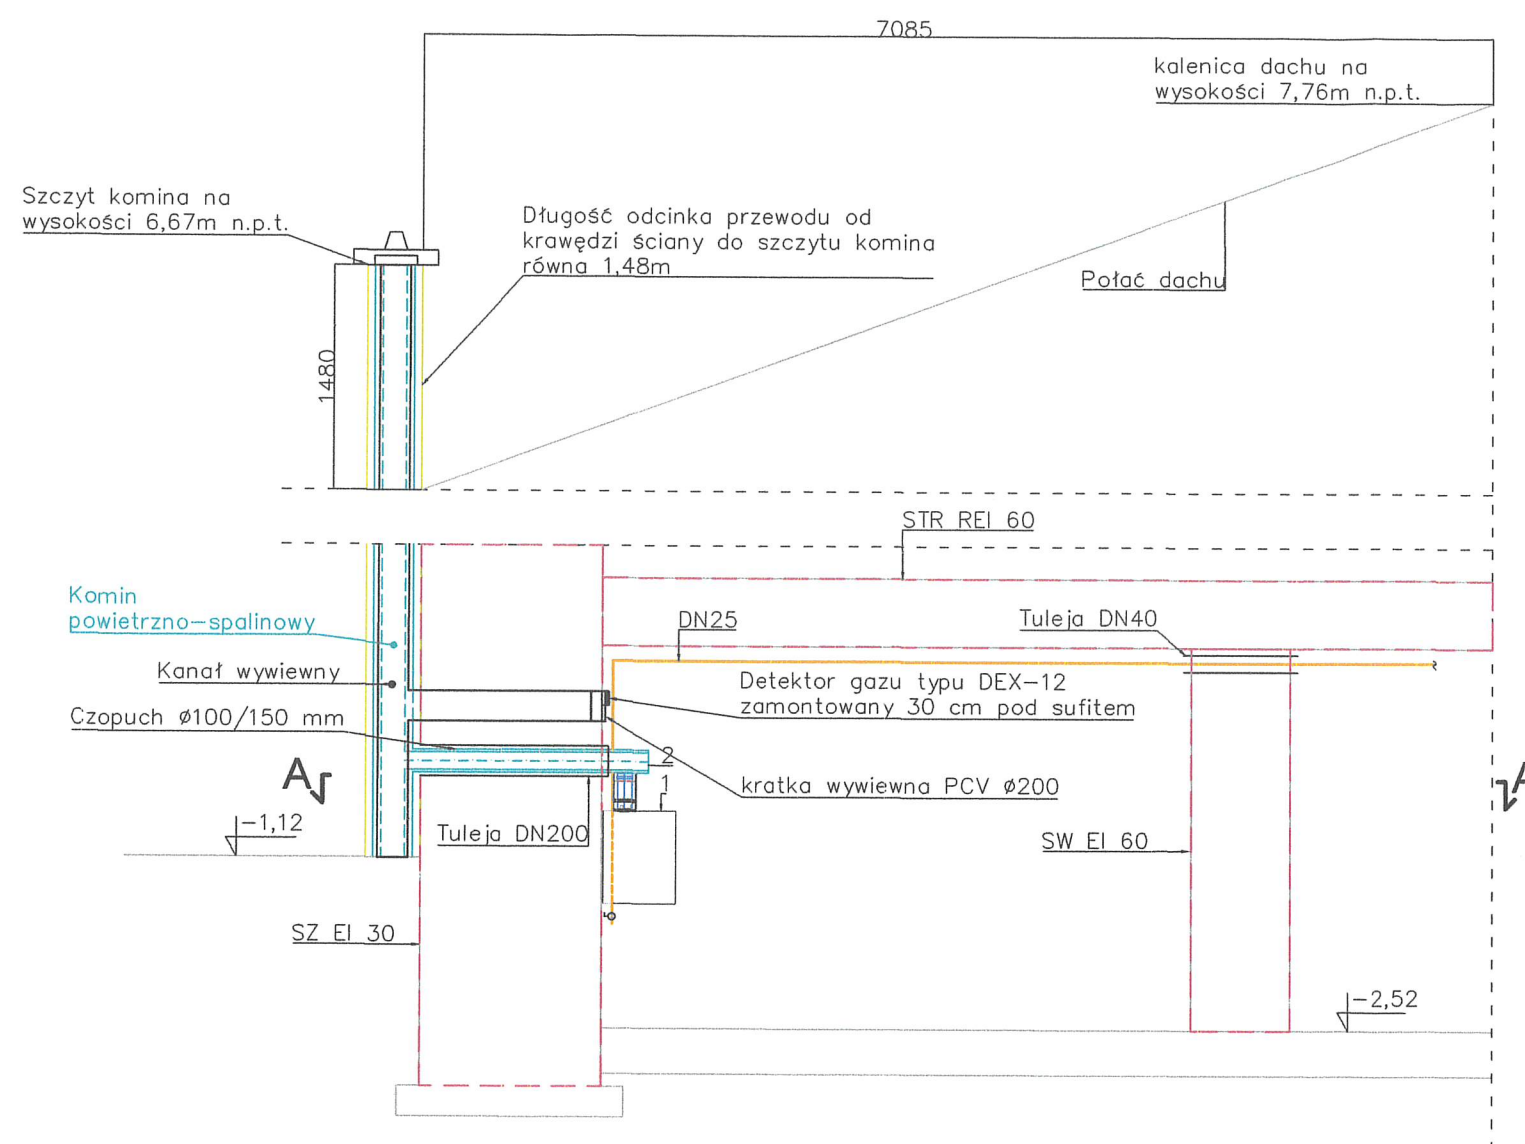 7085
kalenica dachu na
wysokości 7,76m n.p.t.
Szczyt komina na
wysokości 6,67m n.p.t.
Długość odcinka przewodu od
krawędzi ściany do szczytu komina
równa 1,48m
Połać dachu
1480
STR REI 60
Komin
powietrzno-spalinowy
DN25
Tuleja DN40
Kanał wywiewny
Detektor gazu typu DEX-12
zamontowany 30 cm pod sufitem
Czopuch ø100/150 mm
2
A
1
kratka wywiewna PCV ø200
A
-1,12
Tuleja DN200
SW EI 60
SZ EI 30
-2,52